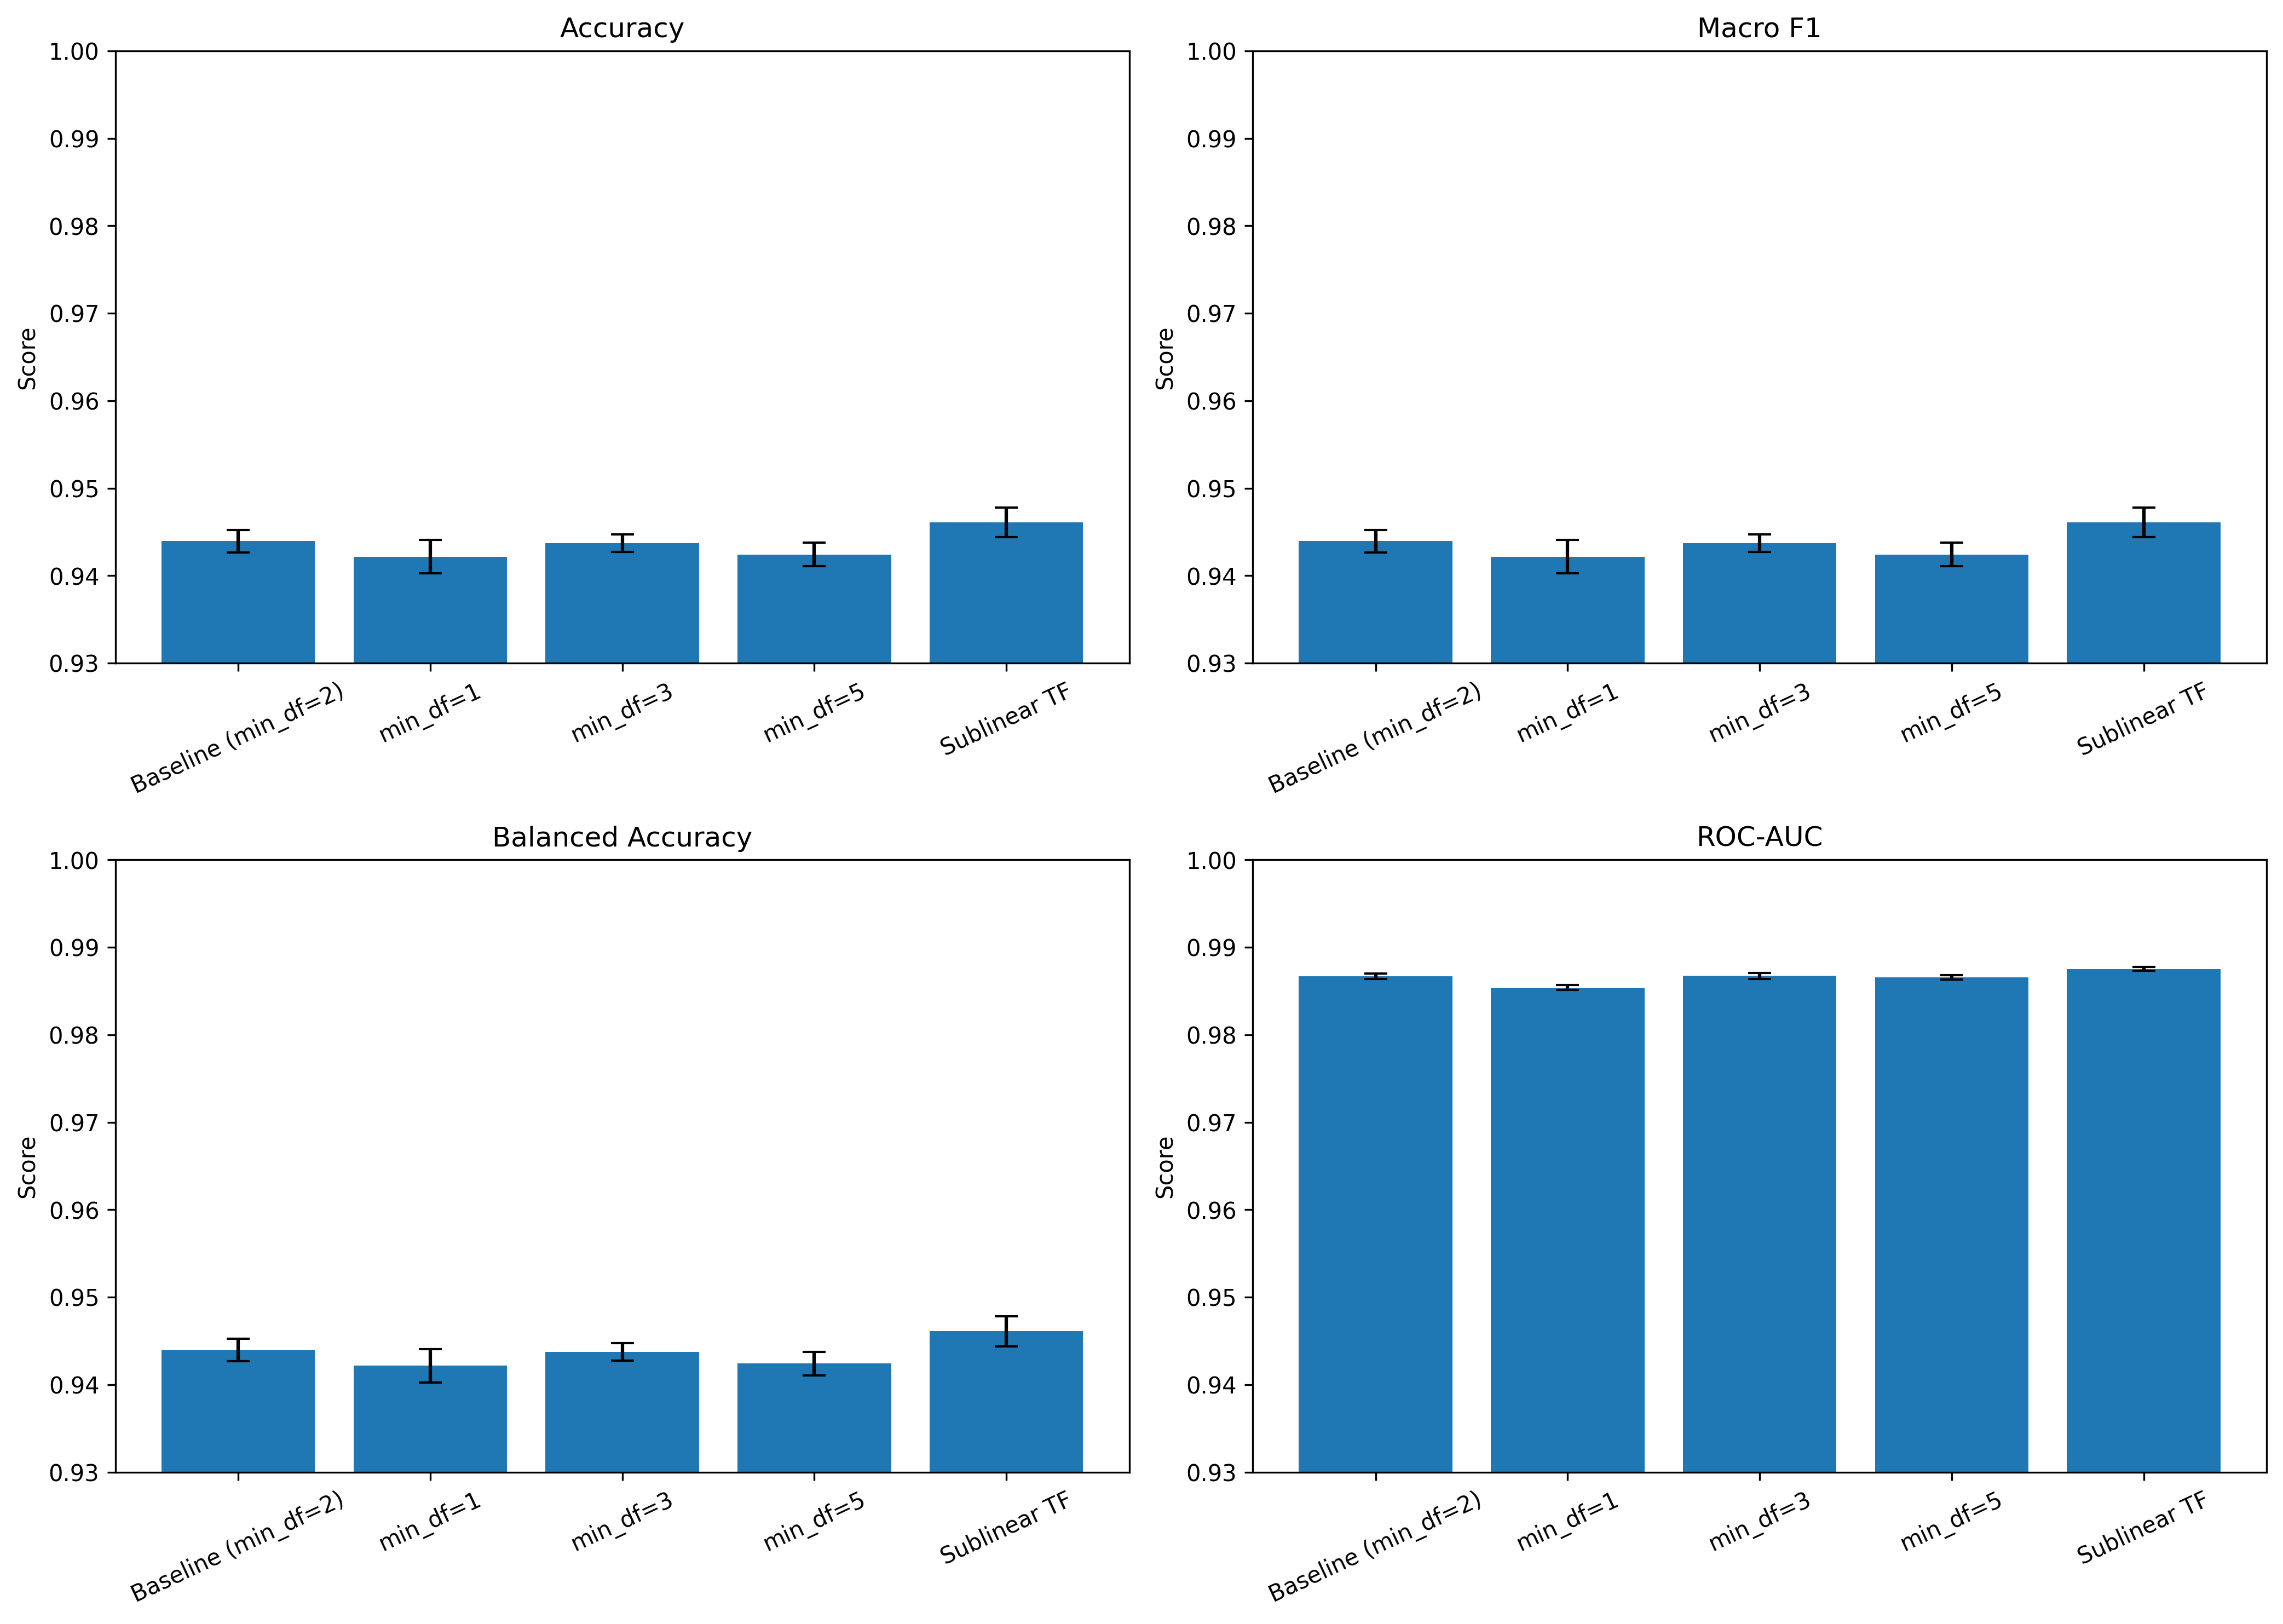 Accuracy
1.00
0.99
0.98
0.97
0.96
0.95
0.94
0.93
Score
Baseline (min_df=2)
min_df=1
min_df=3
min_df=5
Sublinear TF
Macro F1
1.00
0.99
0.98
0.97
0.96
0.95
0.94
0.93
Score
Baseline (min_df=2)
min_df=1
min_df=3
min_df=5
Sublinear TF
Balanced Accuracy
1.00
0.99
0.98
0.97
0.96
0.95
0.94
0.93
Score
Baseline (min_df=2)
min_df=1
min_df=3
min_df=5
Sublinear TF
ROC-AUC
1.00
0.99
0.98
0.97
0.96
0.95
0.94
0.93
Score
Baseline (min_df=2)
min_df=1
min_df=3
min_df=5
Sublinear TF